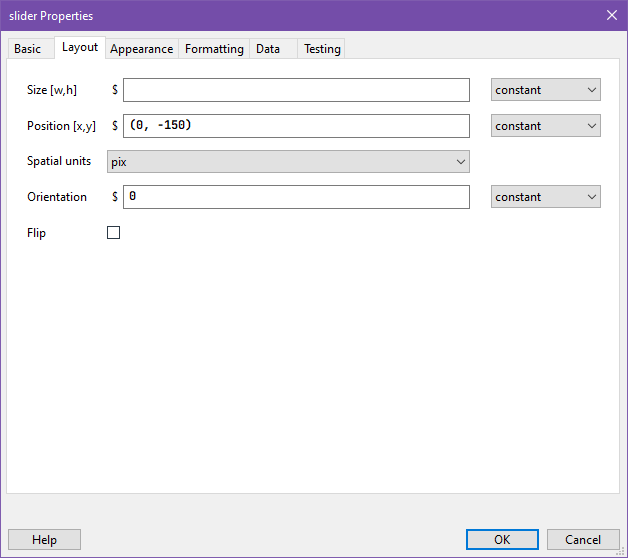 slider Properties
Basic Layout Appearance Formatting Data Testing
Size [w,h] $ constant
Position [x,y] $ (0, -150) constant
Spatial units pix
Orientation $ 0 constant
Flip
Help OK Cancel